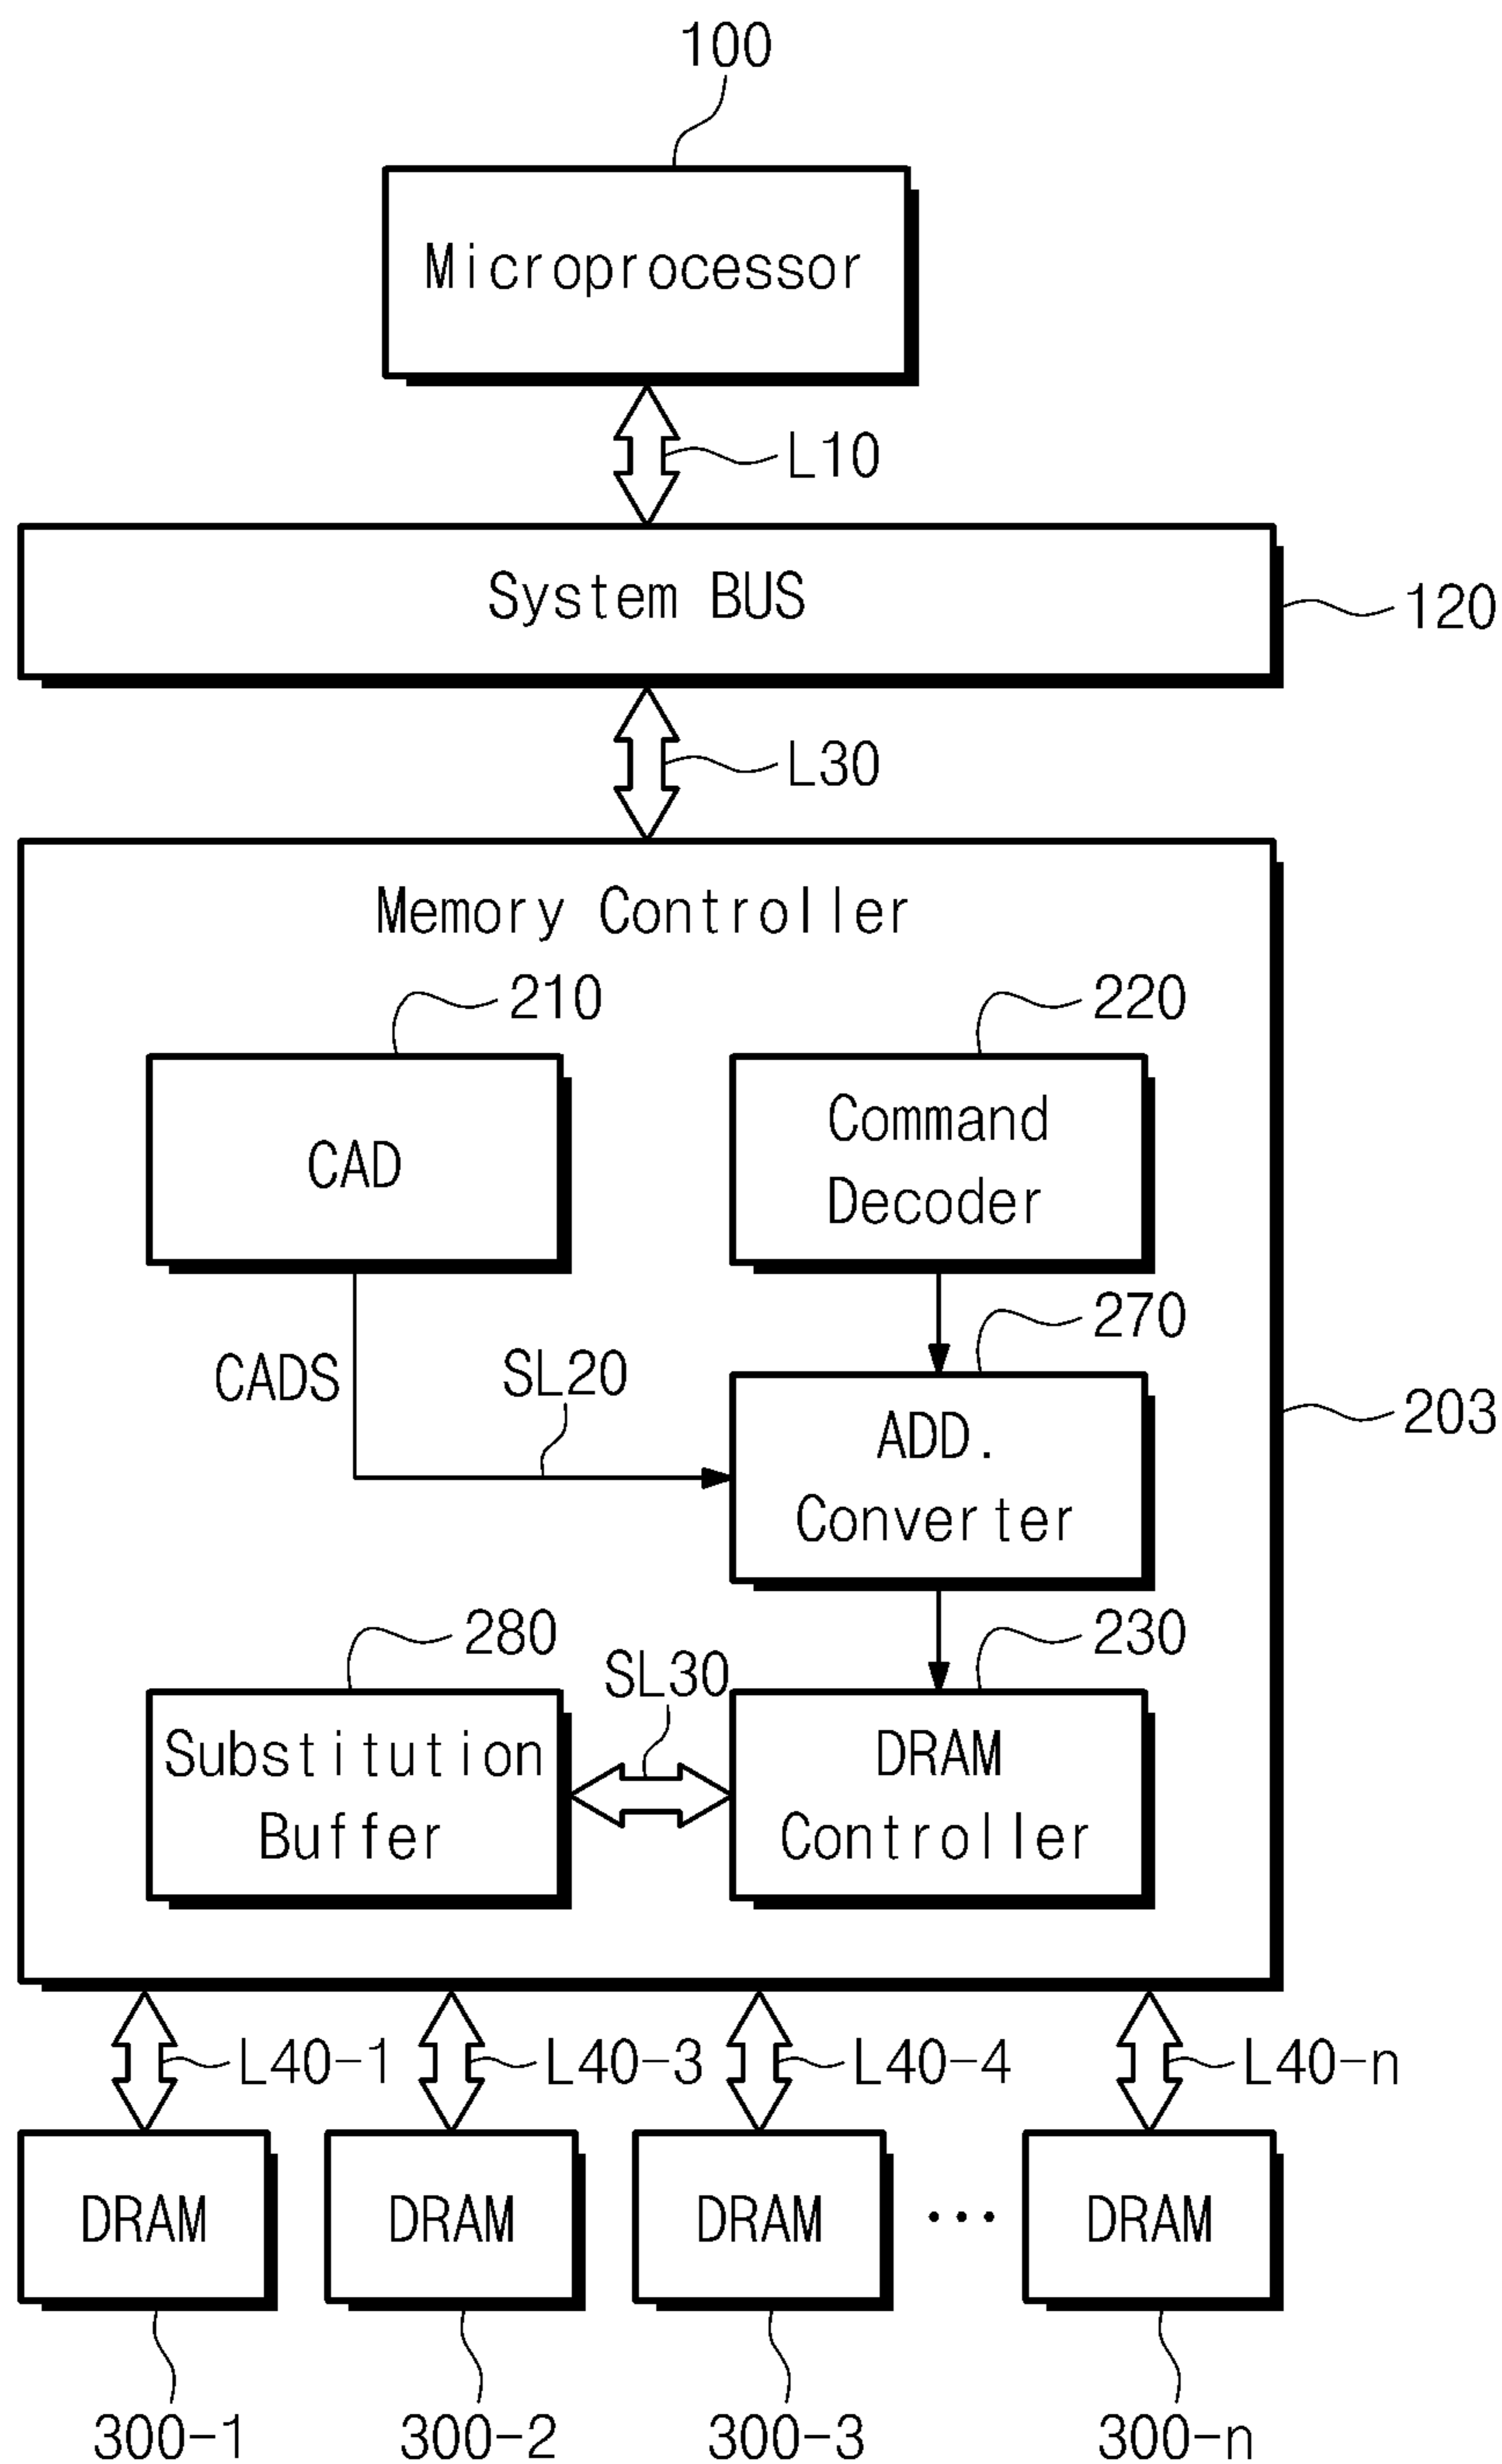 100
Microprocessor
L10
System BUS
120
L30
Memory Controller
210
220
CAD
Command
Decoder
270
CADS
SL20
203
ADD.
Converter
280
SL30
230
Substitution
Buffer
DRAM
Controller
L40-1
L40-3
L40-4
L40-n
DRAM
DRAM
DRAM
...
DRAM
300-1
300-2
300-3
300-n